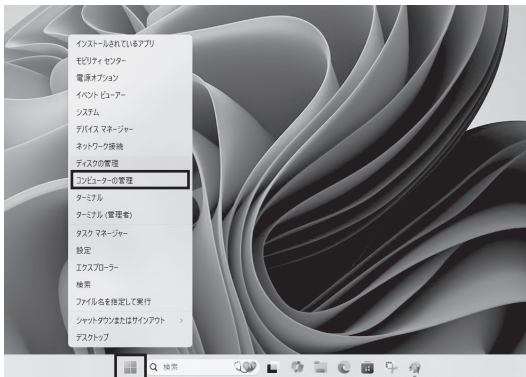 インストールされているアプリ
モビリティ センター
電源オプション
イベント ビューアー
システム
デバイス マネージャー
ネットワーク接続
ディスクの管理
コンピューターの管理
ターミナル
ターミナル (管理者)
タスク マネージャー
設定
エクスプローラー
検索
ファイル名を指定して実行
シャットダウンまたはサインアウト
デスクトップ
検索